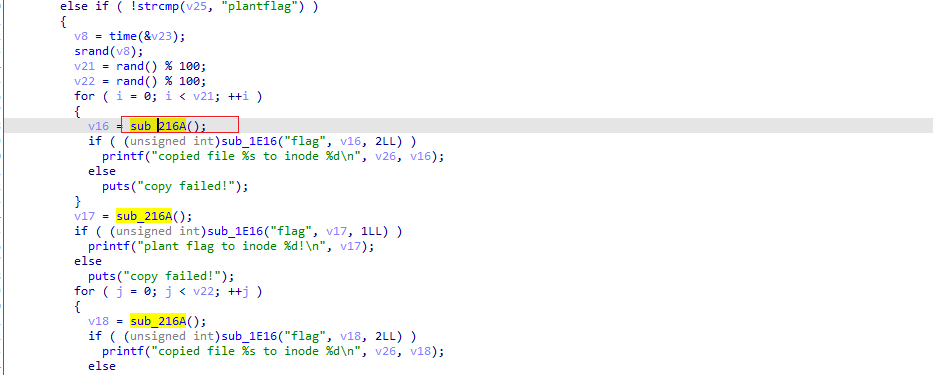 else if ( !strcmp(v25, "plantflag") )
{
v8 = time(&v23);
srand(v8);
v21 = rand() % 100;
v22 = rand() % 100;
for ( i = 0; i < v21; ++i )
{
v16 = sub_216A();
if ( (unsigned int)sub_1E16("flag", v16, 2LL) )
printf("copied file %s to inode %d\n", v26, v16);
else
puts("copy failed!");
}
v17 = sub_216A();
if ( (unsigned int)sub_1E16("flag", v17, 1LL) )
printf("plant flag to inode %d!\n", v17);
else
puts("copy failed!");
for ( j = 0; j < v22; ++j )
{
v18 = sub_216A();
if ( (unsigned int)sub_1E16("flag", v18, 2LL) )
printf("copied file %s to inode %d\n", v26, v18);
else